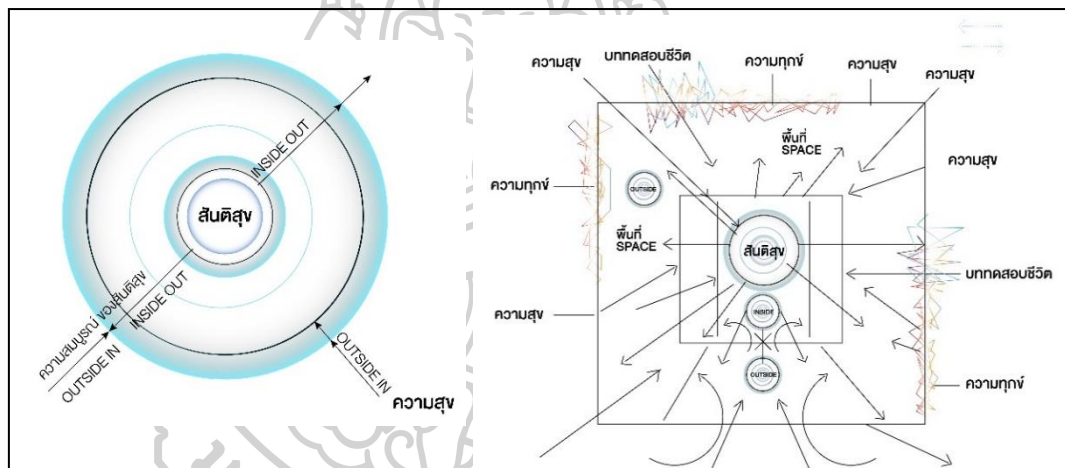 INSIDE OUT
สันติสุข
ความสมบูรณ์ ของสันติสุข
INSIDE OUT
OUTSIDE IN
OUTSIDE IN
ความสุข
ความสุข
บททดสอบชีวิต
ความทุกข์
ความสุข
ความสุข
พื้นที่
SPACE
ความสุข
ความทุกข์
OUTSIDE
พื้นที่
SPACE
สันติสุข
บททดสอบชีวิต
INSIDE
ความสุข
OUTSIDE
ความทุกข์